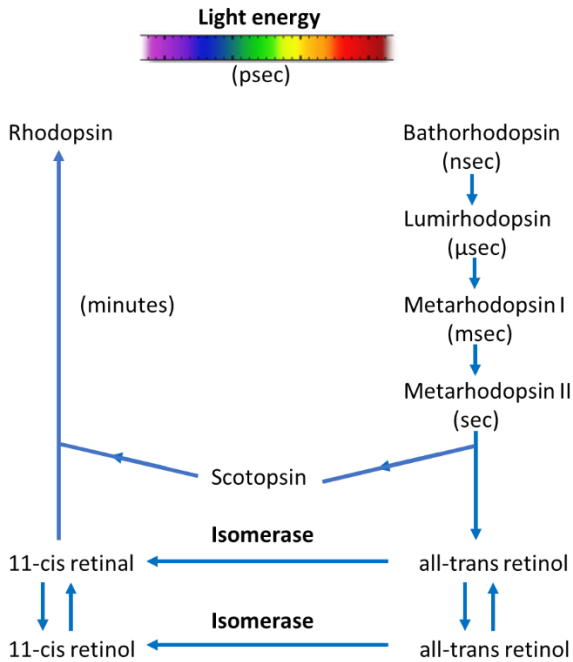 Light energy
(psec)
Rhodopsin
Bathorhodopsin
(nsec)
Lumirhodopsin
(μsec)
(minutes)
Metarhodopsin I
(msec)
Metarhodopsin II
(sec)
Scotopsin
Isomerase
11-cis retinal
all-trans retinol
Isomerase
11-cis retinol
all-trans retinol